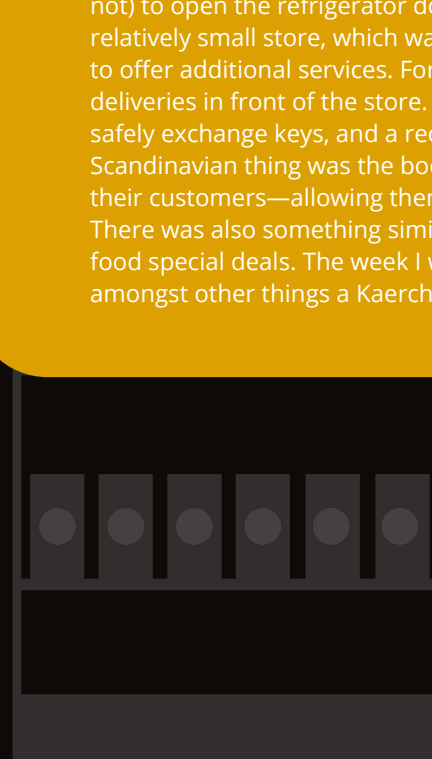 not) to open the refrigerator do
relatively small store, which wa
to offer additional services. For
deliveries in front of the store.
safely exchange keys, and a rec
Scandinavian thing was the bo
their customers—allowing ther
There was also something simi
food special deals. The week I w
amongst other things a Kaerch